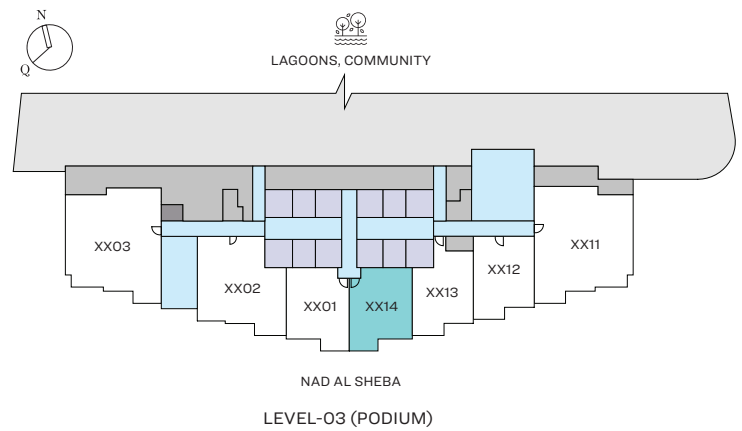 N
Q
LAGOONS, COMMUNITY
XX03
XX02
XX01
XX14
XX13
XX12
XX11
NAD AL SHEBA
LEVEL-03 (PODIUM)